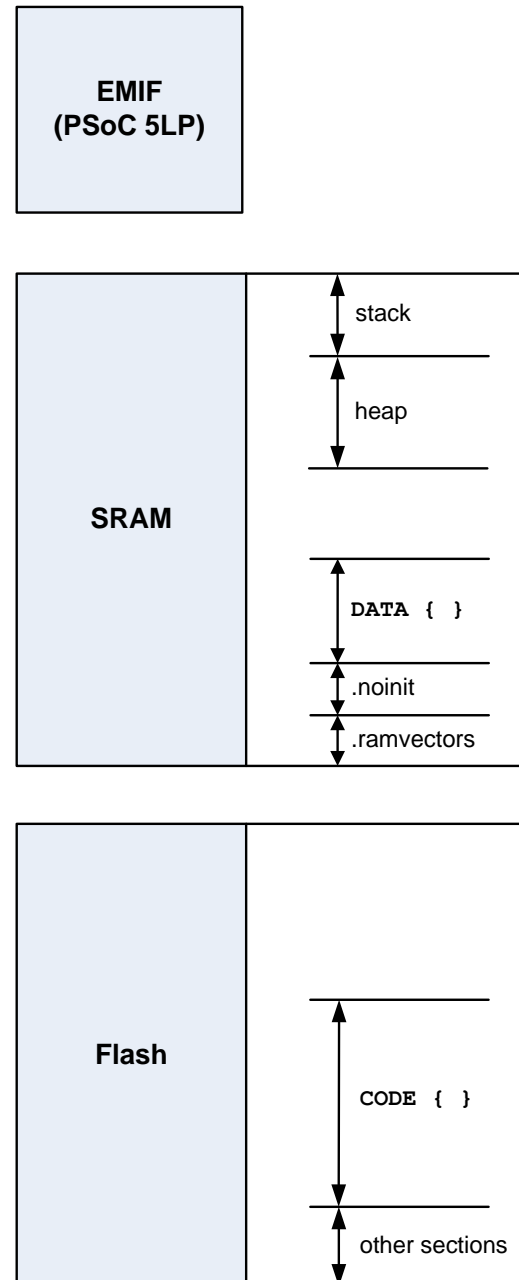 EMIF
(PSoC 5LP)
stack
heap
SRAM
DATA { }
.noinit
.ramvectors
Flash
CODE { }
other sections